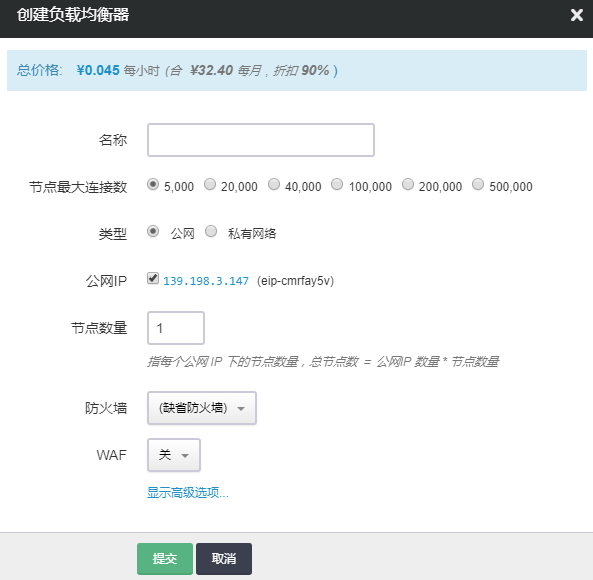 创建负载均衡器
总价格: ¥0.045 每小时 (合 ¥32.40 每月,折扣 90% )
名称
节点最大连接数 5,000 20,000 40,000 100,000 200,000 500,000
类型 公网 私有网络
公网IP 139.198.3.147 (eip-cmrfay5v)
节点数量 1
指每个公网 IP 下的节点数量,总节点数 = 公网IP 数量 * 节点数量
防火墙 (缺省防火墙)
WAF 关
显示高级选项...
提交 取消